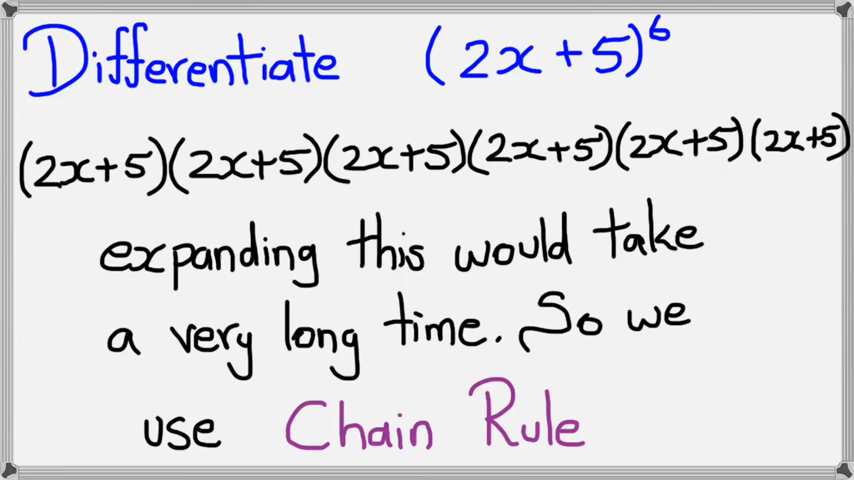 Differentiate (2x+5)⁶
(2x+5)(2x+5)(2x+5)(2x+5)(2x+5)(2x+5)
expanding this would take
a very long time. So we
use Chain Rule